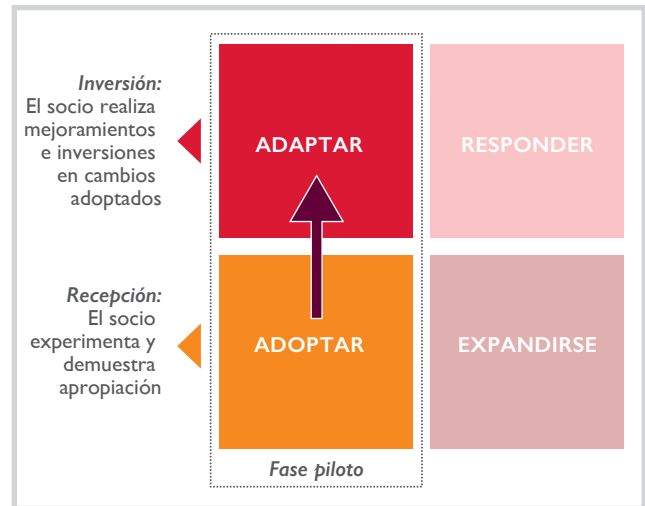 Inversión:
El socio realiza
mejoramientos
e inversiones
en cambios
adoptados
ADAPTAR
RESPONDER
Recepción:
El socio
experimenta y
demuestra
apropiación
ADOPTAR
EXPANDIRSE
Fase piloto